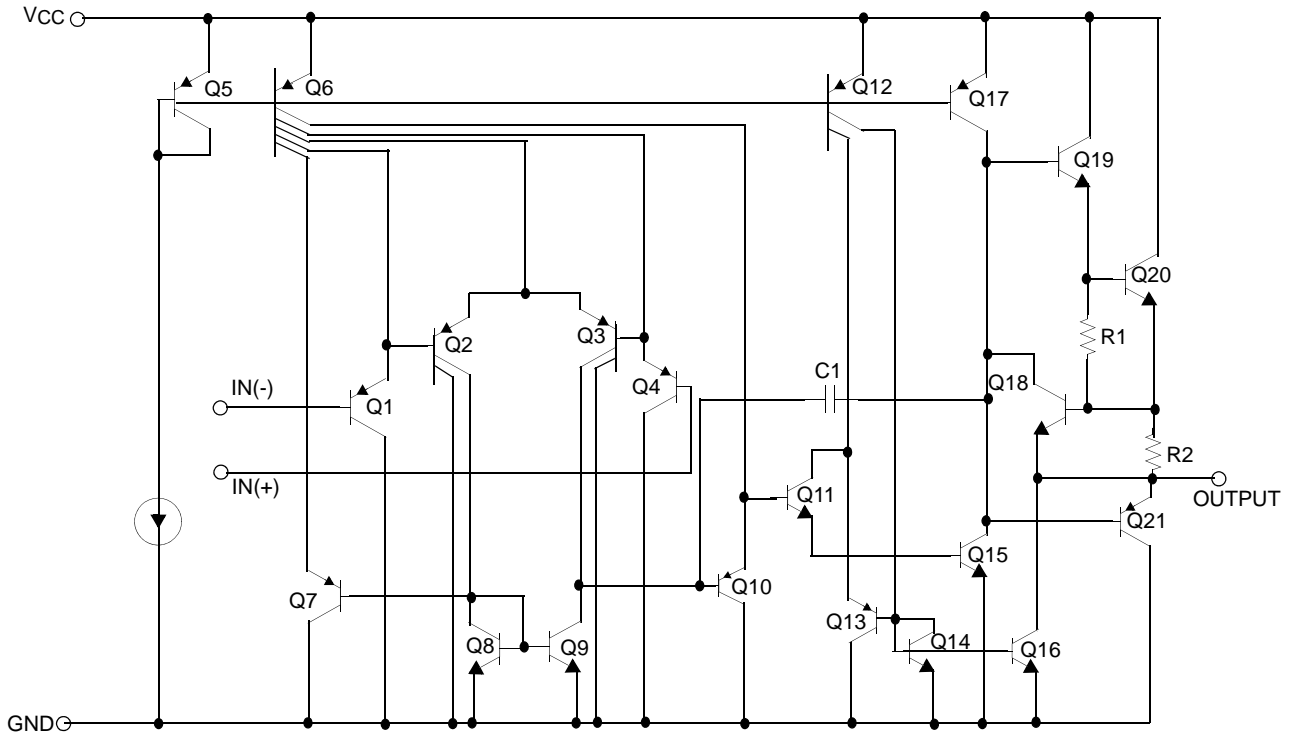 VCC
Q5
Q6
Q12
Q17
Q19
Q20
R1
Q2
Q3
Q4
C1
Q18
IN(-)
Q1
R2
IN(+)
Q11
OUTPUT
Q21
Q15
Q10
Q7
Q13
Q8
Q9
Q14
Q16
GND